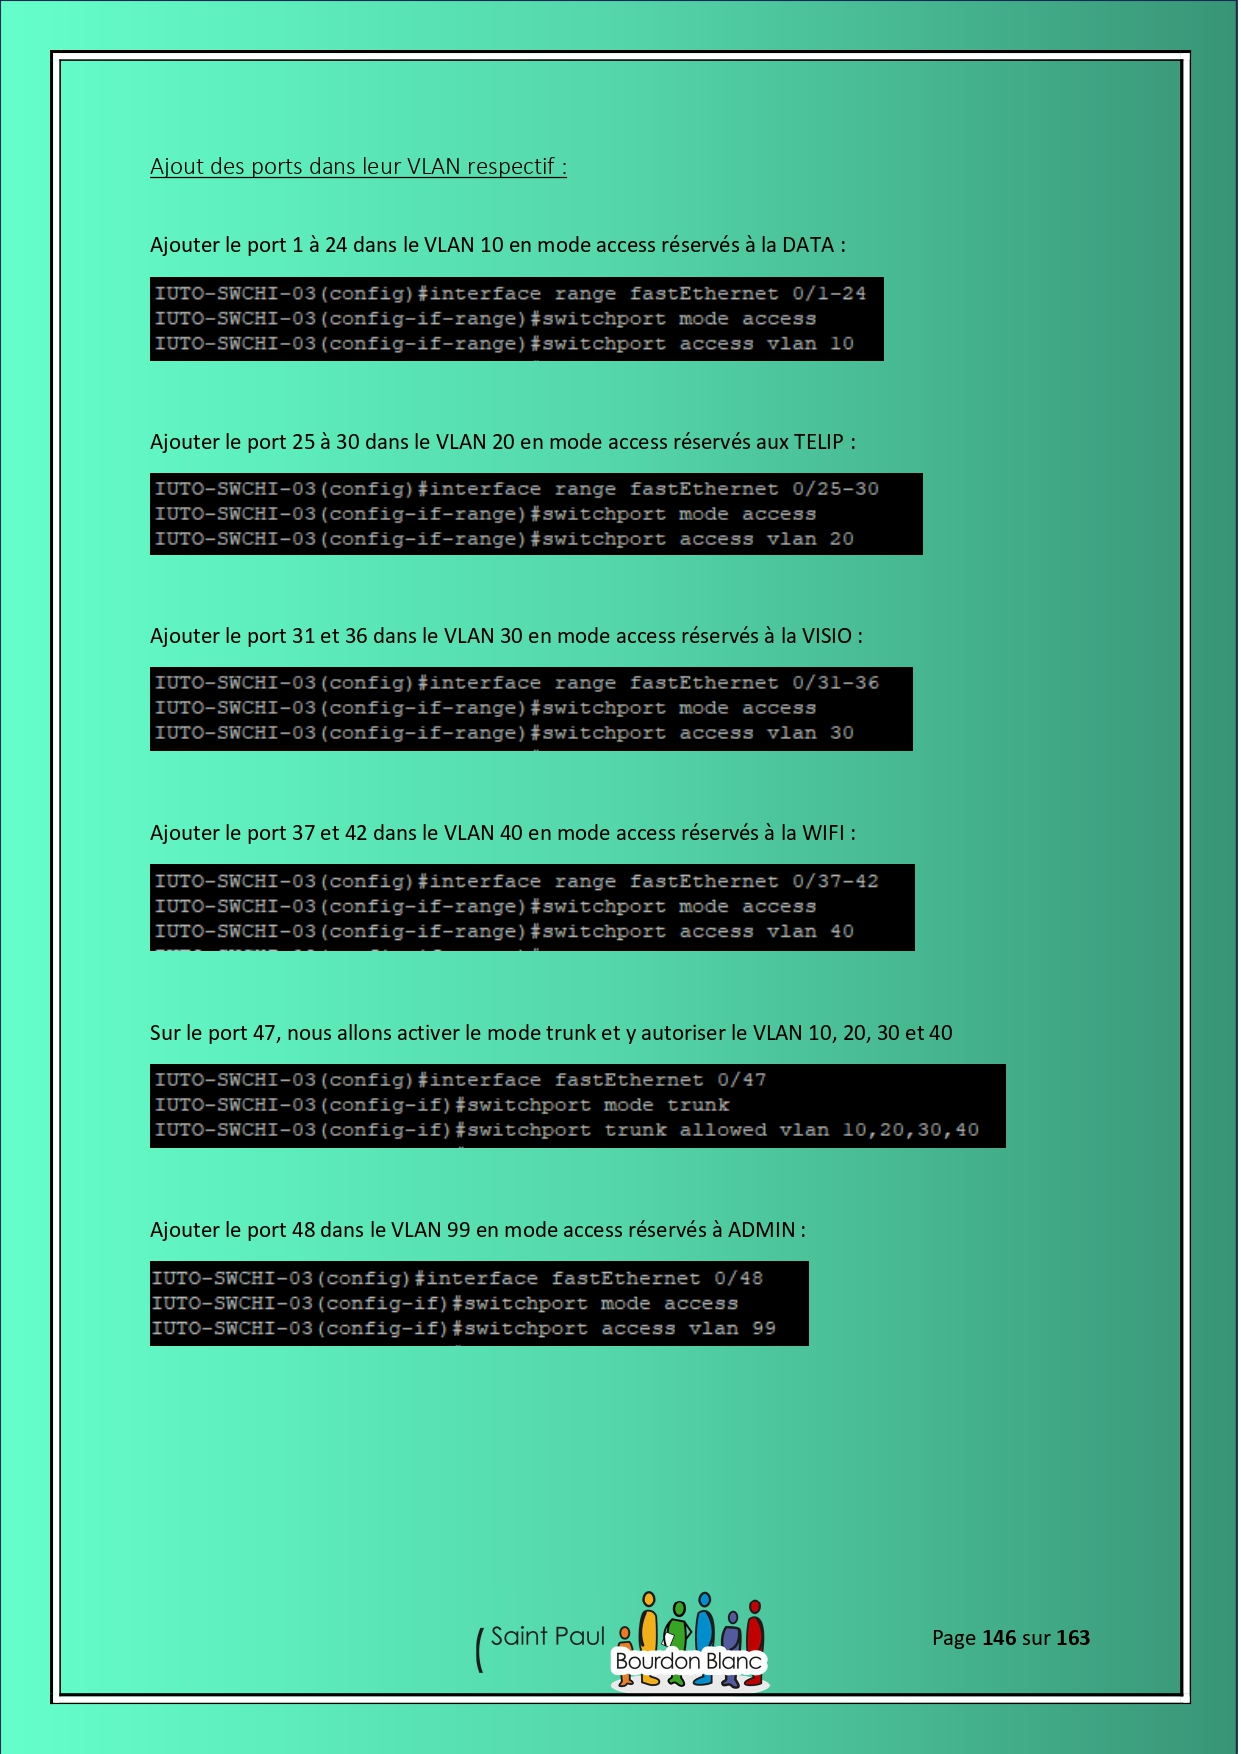 Ajout des ports dans leur VLAN respectif :
Ajouter le port 1 à 24 dans le VLAN 10 en mode access réservés à la DATA :
IUTO-SWCHI-03(config)#interface range fastEthernet 0/1-24
IUTO-SWCHI-03(config-if-range)#switchport mode access
IUTO-SWCHI-03(config-if-range)#switchport access vlan 10
Ajouter le port 25 à 30 dans le VLAN 20 en mode access réservés aux TELIP :
IUTO-SWCHI-03(config)#interface range fastEthernet 0/25-30
IUTO-SWCHI-03(config-if-range)#switchport mode access
IUTO-SWCHI-03(config-if-range)#switchport access vlan 20
Ajouter le port 31 et 36 dans le VLAN 30 en mode access réservés à la VISIO :
IUTO-SWCHI-03(config)#interface range fastEthernet 0/31-36
IUTO-SWCHI-03(config-if-range)#switchport mode access
IUTO-SWCHI-03(config-if-range)#switchport access vlan 30
Ajouter le port 37 et 42 dans le VLAN 40 en mode access réservés à la WIFI :
IUTO-SWCHI-03(config)#interface range fastEthernet 0/37-42
IUTO-SWCHI-03(config-if-range)#switchport mode access
IUTO-SWCHI-03(config-if-range)#switchport access vlan 40
Sur le port 47, nous allons activer le mode trunk et y autoriser le VLAN 10, 20, 30 et 40
IUTO-SWCHI-03(config)#interface fastEthernet 0/47
IUTO-SWCHI-03(config-if)#switchport mode trunk
IUTO-SWCHI-03(config-if)#switchport trunk allowed vlan 10,20,30,40
Ajouter le port 48 dans le VLAN 99 en mode access réservés à ADMIN :
IUTO-SWCHI-03(config)#interface fastEthernet 0/48
IUTO-SWCHI-03(config-if)#switchport mode access
IUTO-SWCHI-03(config-if)#switchport access vlan 99
Saint Paul
Bourdon Blanc
Page 146 sur 163